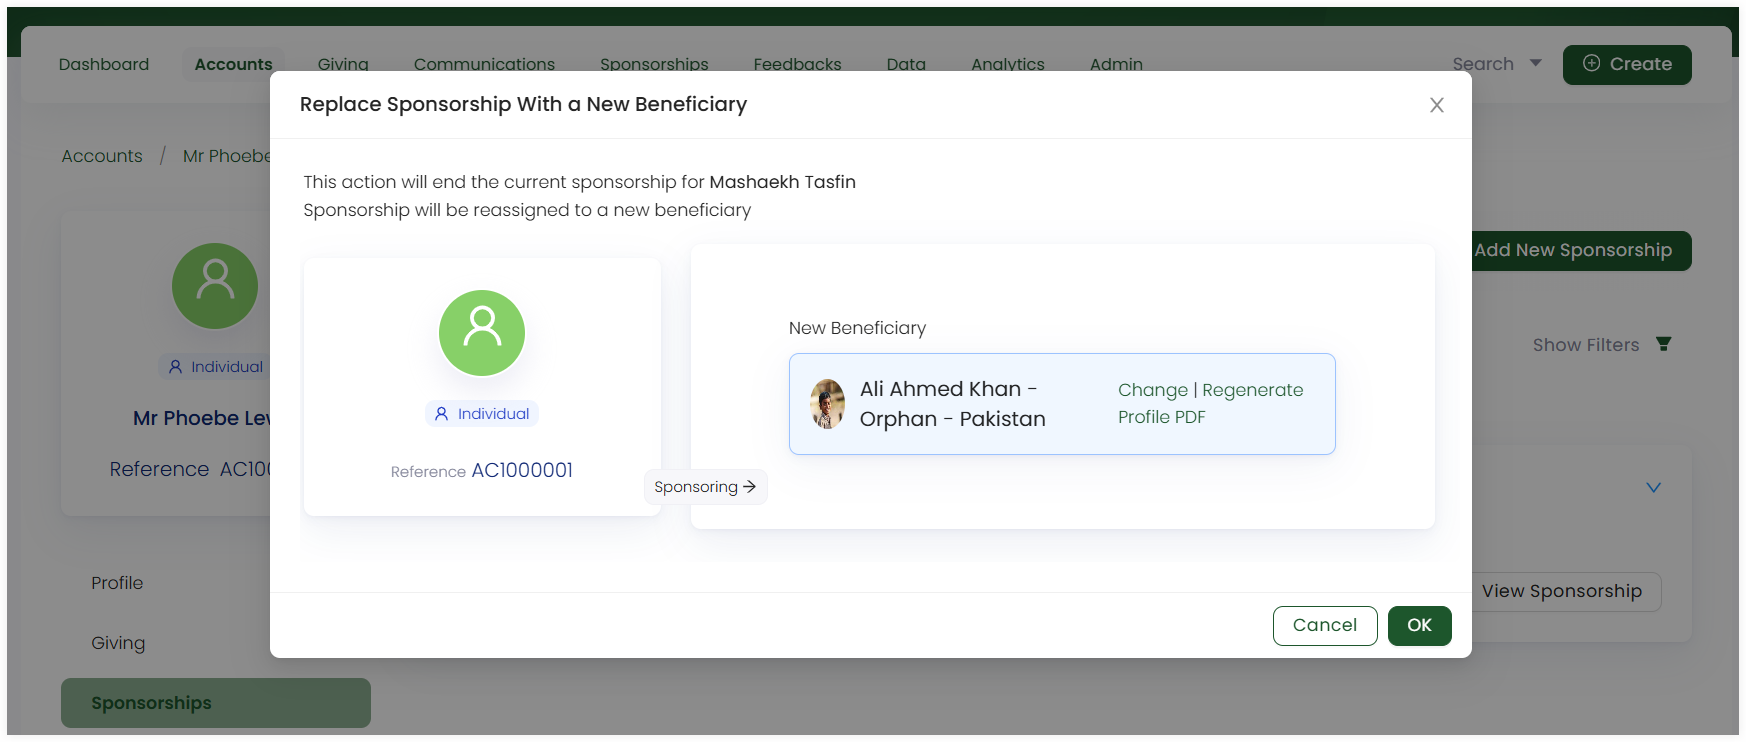 Dashboard Accounts Giving Communications Sponsorships Feedbacks Data Analytics Admin Search Create
Replace Sponsorship With a New Beneficiary
Accounts / Mr Phoebe
This action will end the current sponsorship for Mashaekh Tasfin
Sponsorship will be reassigned to a new beneficiary
Add New Sponsorship
Show Filters
Individual
Mr Phoebe Lew
Reference AC100
Individual
Reference AC1000001
Sponsoring →
New Beneficiary
Ali Ahmed Khan -
Orphan - Pakistan
Change | Regenerate
Profile PDF
View Sponsorship
Profile
Giving
Sponsorships
Cancel OK